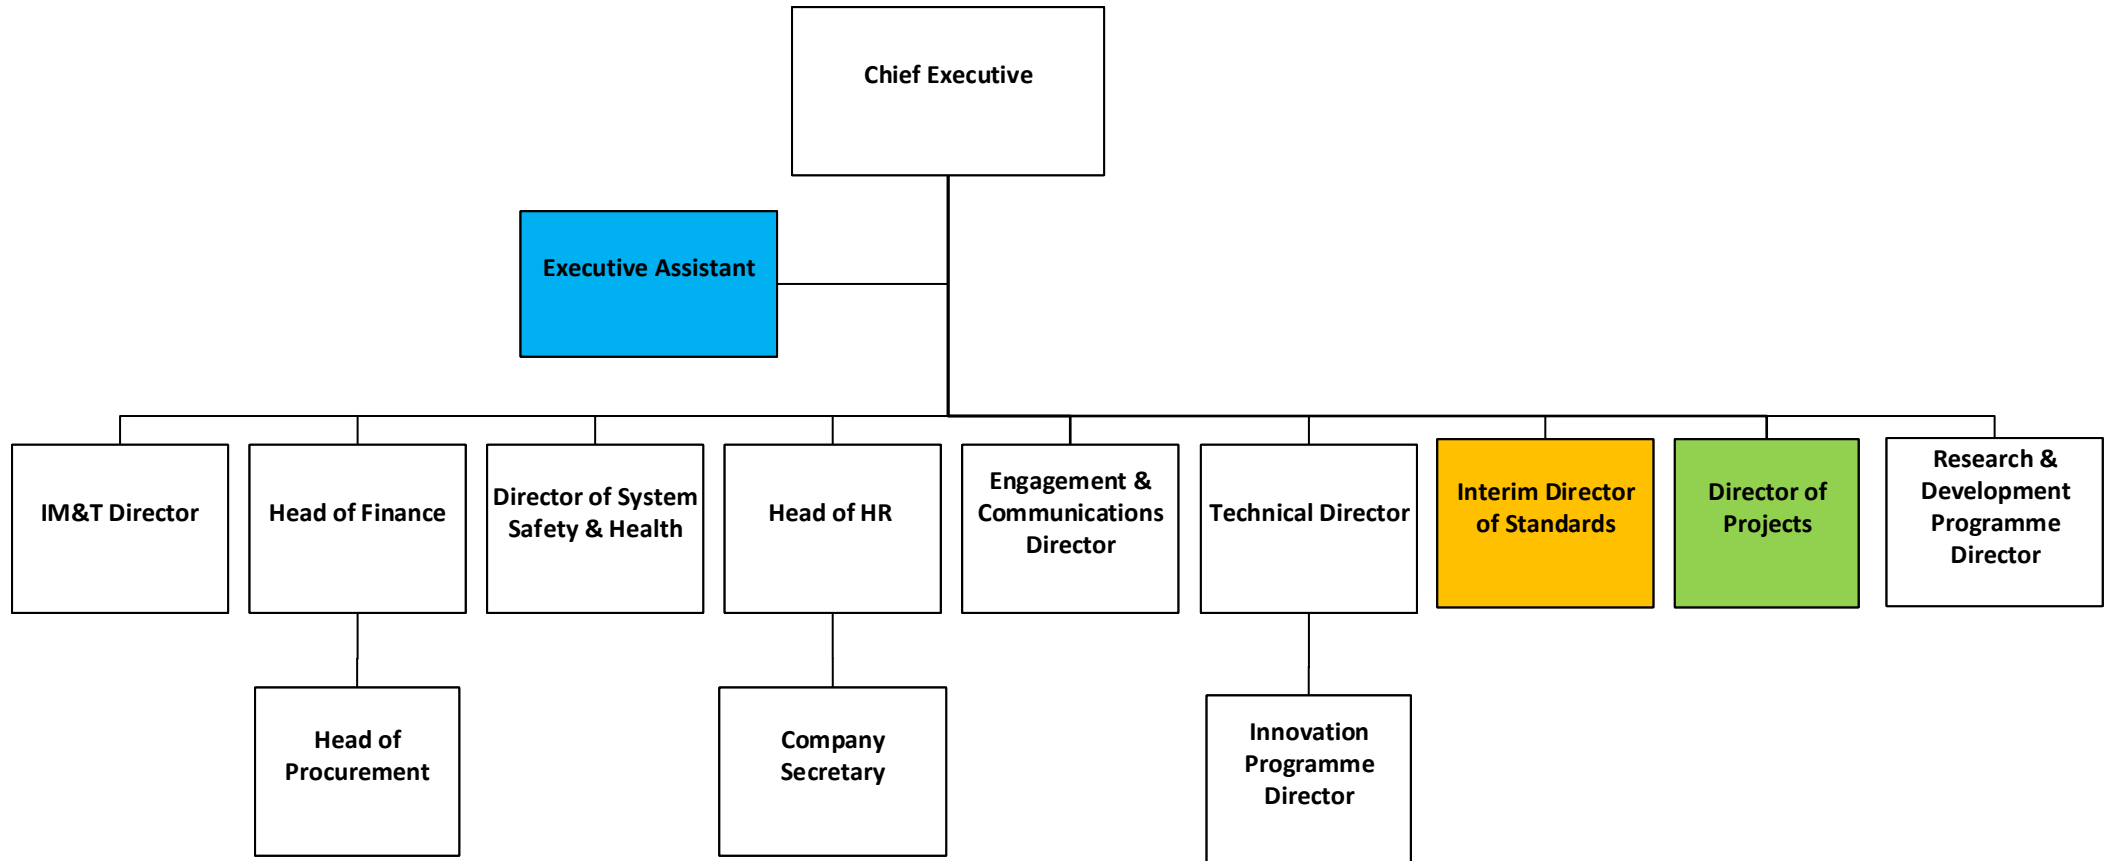 Chief Executive
Executive Assistant
IM&T Director
Head of Finance
Director of System
Safety & Health
Head of HR
Engagement &
Communications
Director
Technical Director
Interim Director
of Standards
Director of
Projects
Research &
Development
Programme
Director
Head of
Procurement
Company
Secretary
Innovation
Programme
Director